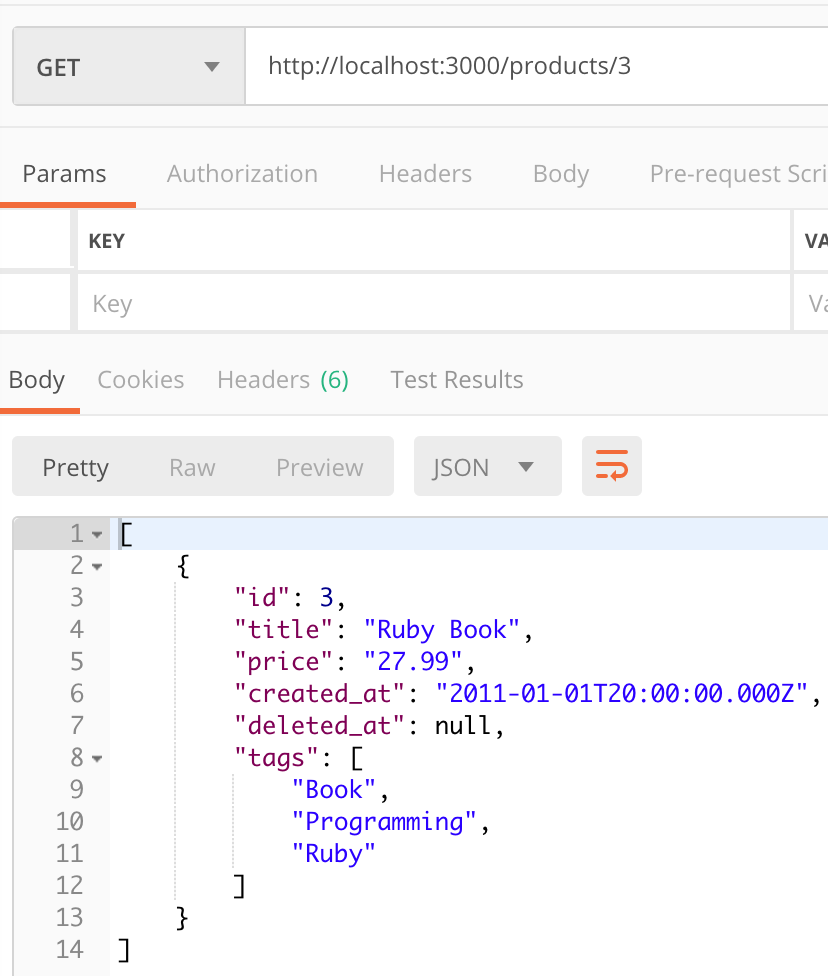 GET http://localhost:3000/products/3
Params Authorization Headers Body Pre-request Scri
KEY VA
Key Va
Body Cookies Headers (6) Test Results
Pretty Raw Preview JSON
1 [
2 {
3 "id": 3,
4 "title": "Ruby Book",
5 "price": "27.99",
6 "created_at": "2011-01-01T20:00:00.000Z",
7 "deleted_at": null,
8 "tags": [
9 "Book",
10 "Programming",
11 "Ruby"
12 ]
13 }
14 ]